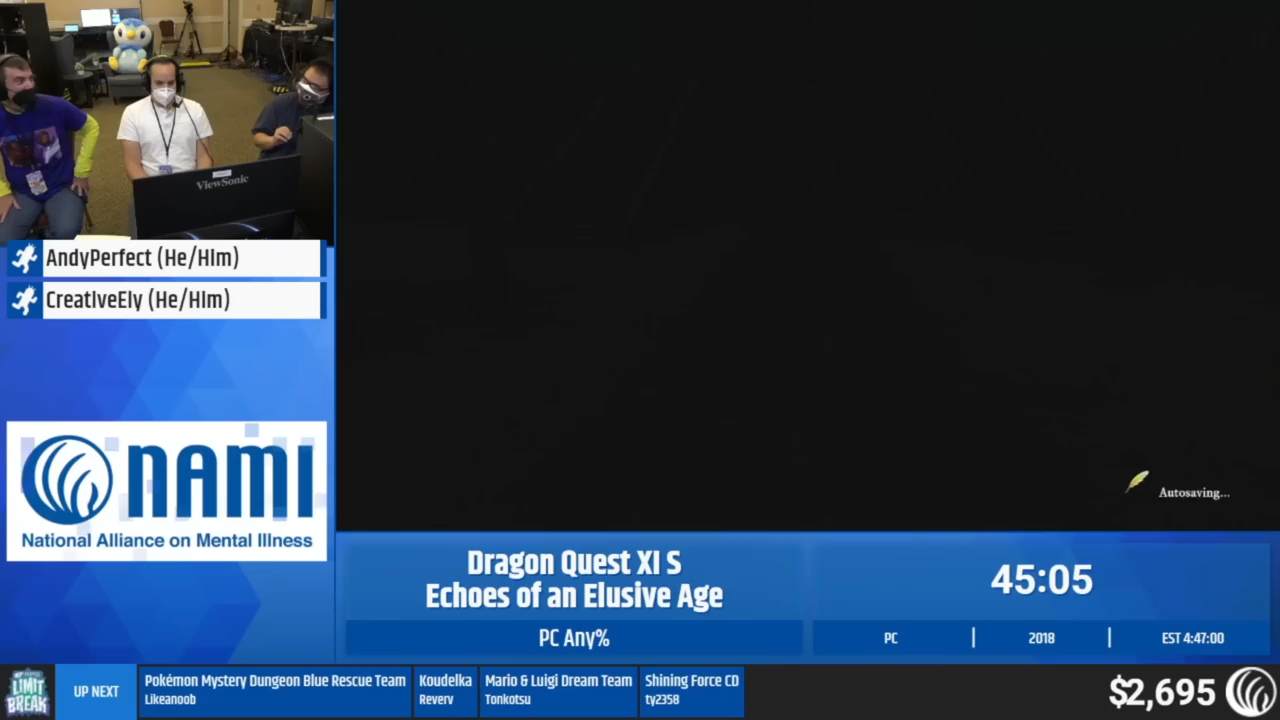 ViewSonic
AndyPerfect (He/Him)
CreativeEly (He/Him)
NAMI
National Alliance on Mental Illness
Autosaving...
Dragon Quest XI S
Echoes of an Elusive Age
PC Any%
45:05
PC | 2018 | EST 4:47:00
LIMIT
BREAK
UP NEXT
Pokémon Mystery Dungeon Blue Rescue Team
Likeanoob
Koudelka
Reverv
Mario & Luigi Dream Team
Tonkotsu
Shining Force CD
ty2358
$2,695